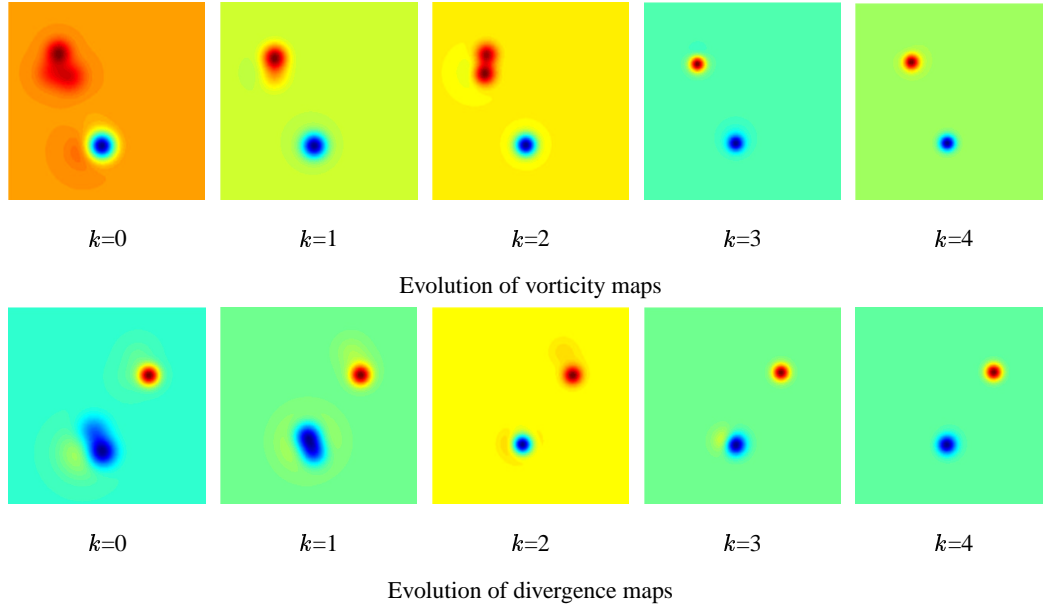 k=0 k=1 k=2 k=3 k=4
Evolution of vorticity maps
k=0 k=1 k=2 k=3 k=4
Evolution of divergence maps